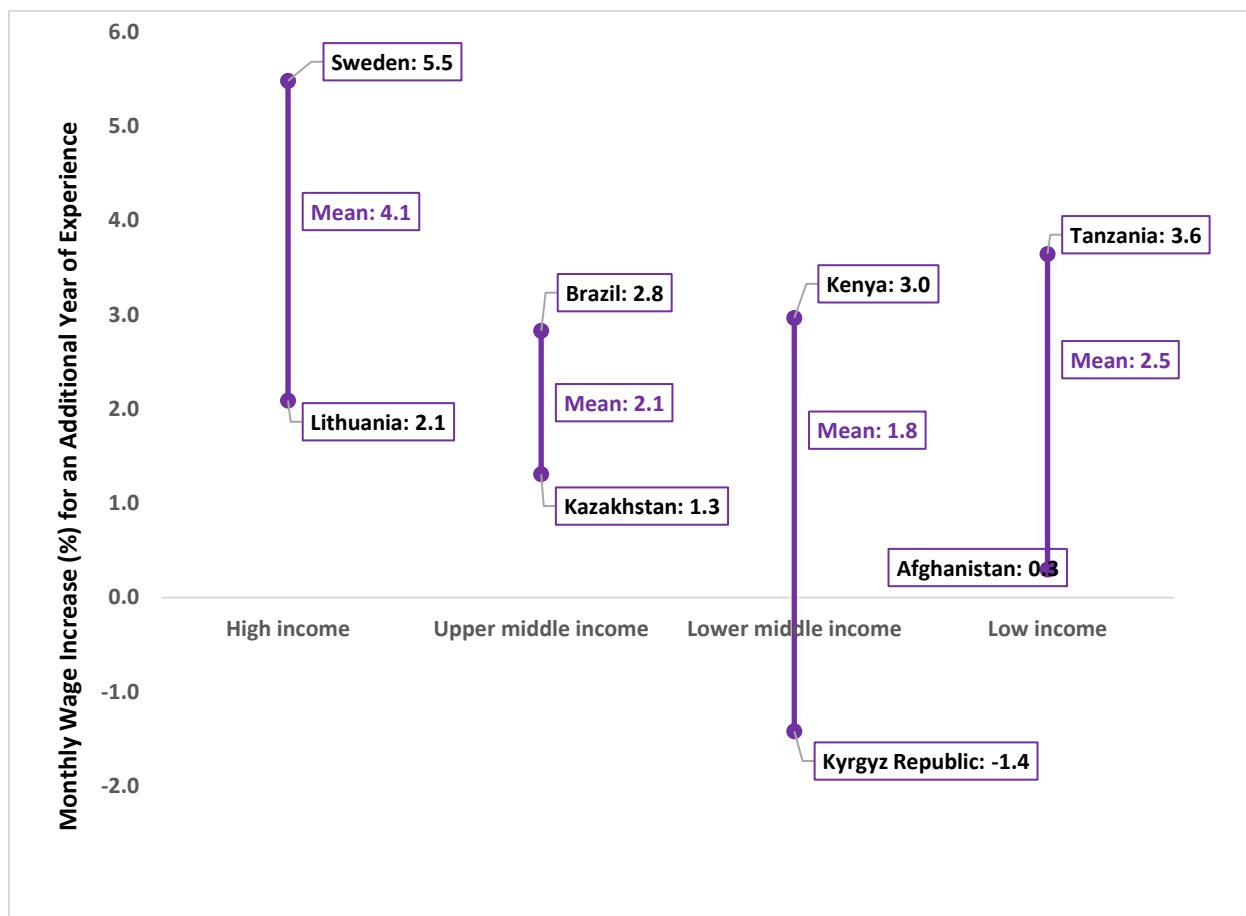 Monthly Wage Increase (%) for an Additional Year of Experience
6.0
5.0
4.0
3.0
2.0
1.0
0.0
-1.0
-2.0
Sweden: 5.5
Mean: 4.1
Lithuania: 2.1
Brazil: 2.8
Mean: 2.1
Kazakhstan: 1.3
Kenya: 3.0
Mean: 1.8
Kyrgyz Republic: -1.4
Tanzania: 3.6
Mean: 2.5
Afghanistan: 0.3
High income
Upper middle income
Lower middle income
Low income